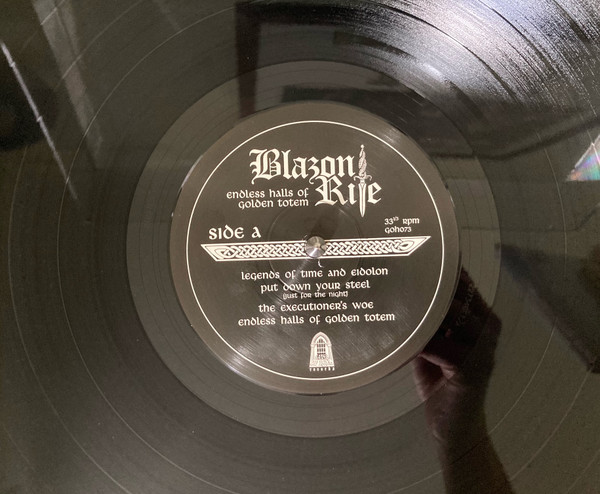 Blazon
Rite
endless halls of
golden totem
SIDE A
33⅓ RPM
GOH073
legends of time and eidolon
put down your steel
(just for the night)
the executioner's woe
endless halls of golden totem